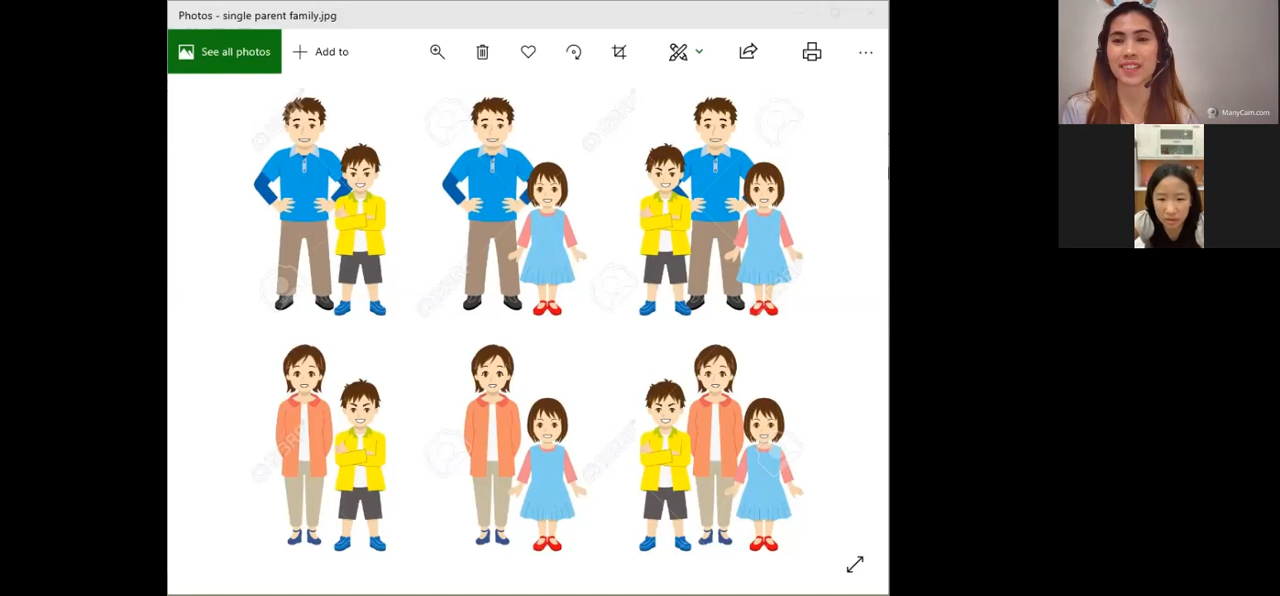 Photos - single parent family.jpg
See all photos
Add to
ManyCam.com